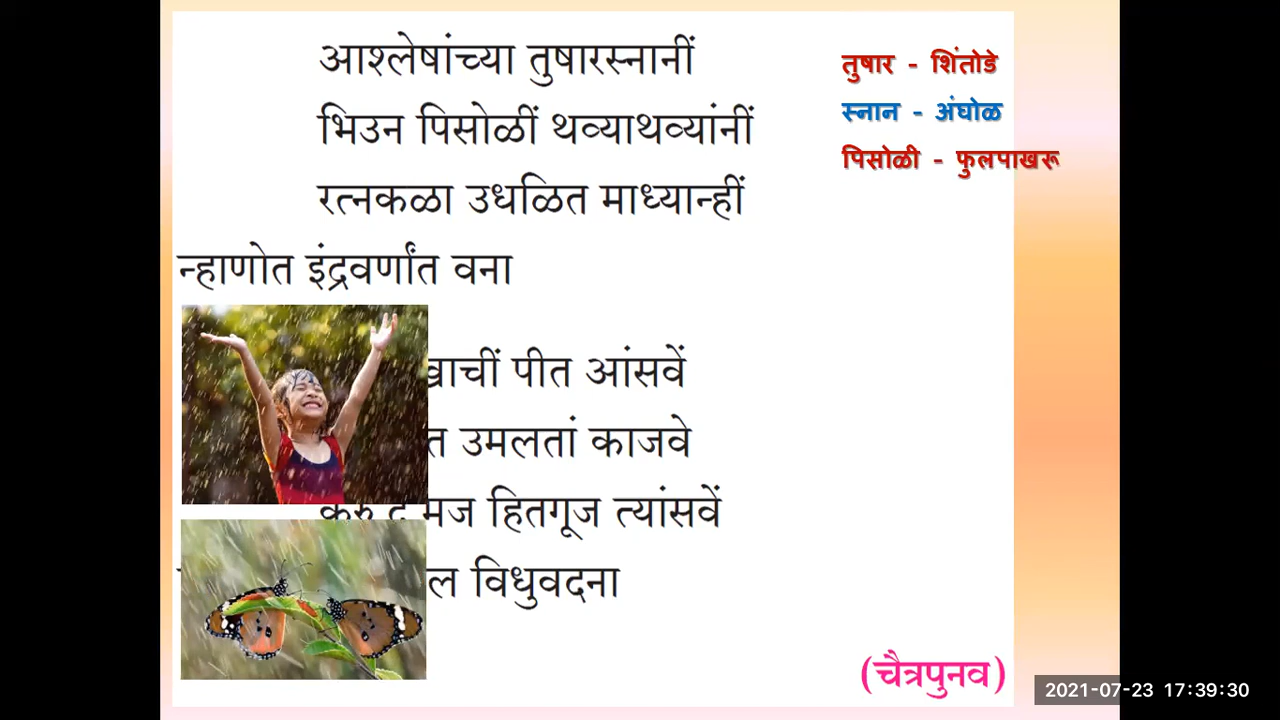 आश्लेषांच्या तुषारस्नानीं
भिउन पिसोळीं थव्याथव्यांनीं
रत्नकळा उधळित माध्यान्हीं
न्हाणोत इंद्रवर्णांत वना
पीत आंसवें
उमलतां काजवे
मज हितगूज त्यांसवें
विधुवदना
(चैत्रपुनव)
तुषार - शिंतोडे
स्नान - अंघोळ
पिसोळी - फुलपाखरू
2021-07-23 17:39:30